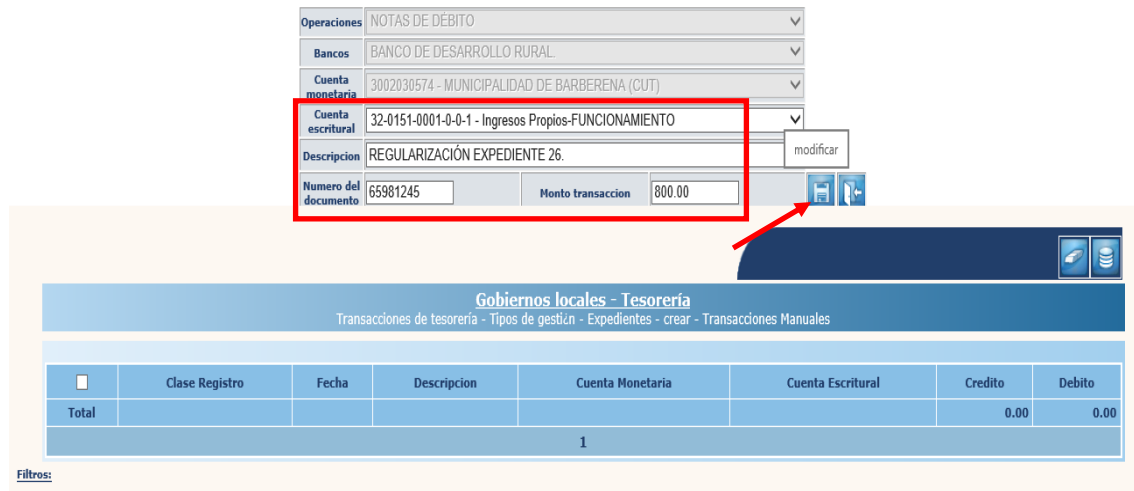 Operaciones NOTAS DE DÉBITO
Bancos BANCO DE DESARROLLO RURAL.
Cuenta monetaria 3002030574 - MUNICIPALIDAD DE BARBERENA (CUT)
Cuenta escritural 32-0151-0001-0-0-1 - Ingresos Propios-FUNCIONAMIENTO
Descripcion REGULARIZACIÓN EXPEDIENTE 26.
modificar
Numero del documento 65981245 Monto transaccion 800.00
Gobiernos locales - Tesorería
Transacciones de tesorería - Tipos de gesti¿n - Expedientes - crear - Transacciones Manuales
Clase Registro Fecha Descripcion Cuenta Monetaria Cuenta Escritural Credito Debito
Total 0.00 0.00
1
Filtros: